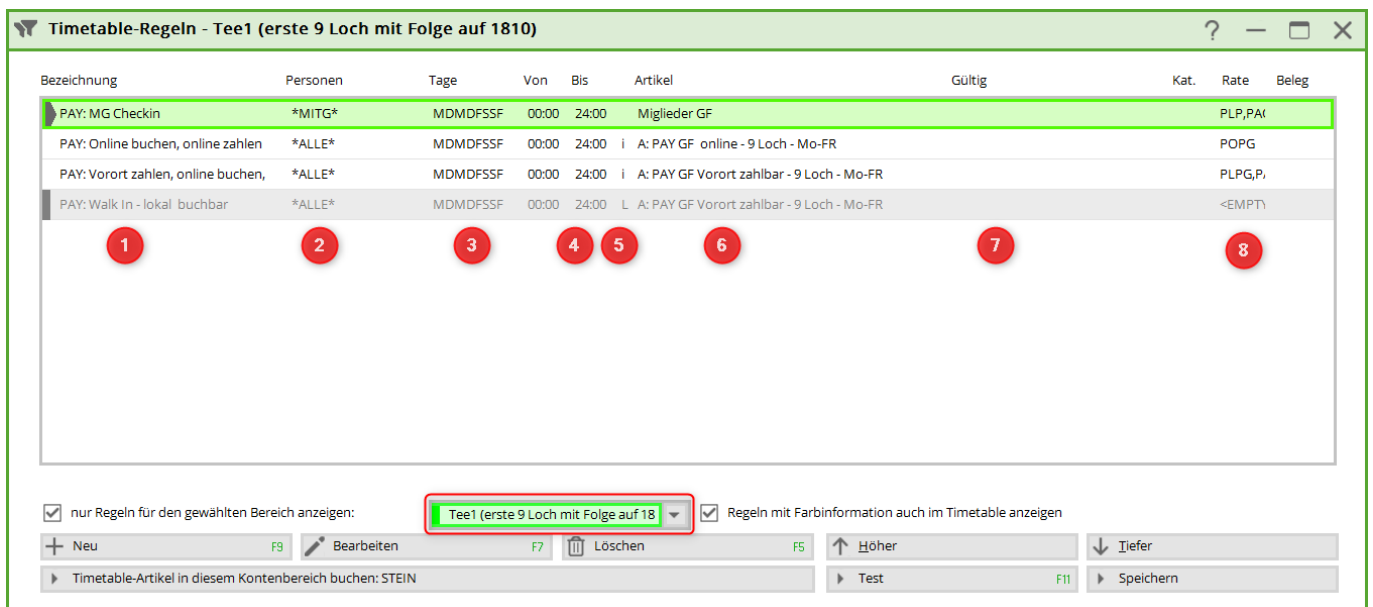 Timetable-Regeln - Tee1 (erste 9 Loch mit Folge auf 1810)
Bezeichnung Personen Tage Von Bis Artikel Gültig Kat. Rate Beleg
PAY: MG Checkin *MITG* MDMDFSSF 00:00 24:00 Miglieder GF PLP,PA(
PAY: Online buchen, online zahlen *ALLE* MDMDFSSF 00:00 24:00 i A: PAY GF online - 9 Loch - Mo-FR POPG
PAY: Vorort zahlen, online buchen, *ALLE* MDMDFSSF 00:00 24:00 i A: PAY GF Vorort zahlbar - 9 Loch - Mo-FR PLPG,P
PAY: Walk In - lokal buchbar *ALLE* MDMDFSSF 00:00 24:00 L A: PAY GF Vorort zahlbar - 9 Loch - Mo-FR <EMPTY
1 2 3 4 5 6 7 8
nur Regeln für den gewählten Bereich anzeigen: Tee1 (erste 9 Loch mit Folge auf 18 Regeln mit Farbinformation auch im Timetable anzeigen
Neu F9 Bearbeiten F7 Löschen F5 Höher Tiefer
Timetable-Artikel in diesem Kontenbereich buchen: STEIN Test F11 Speichern